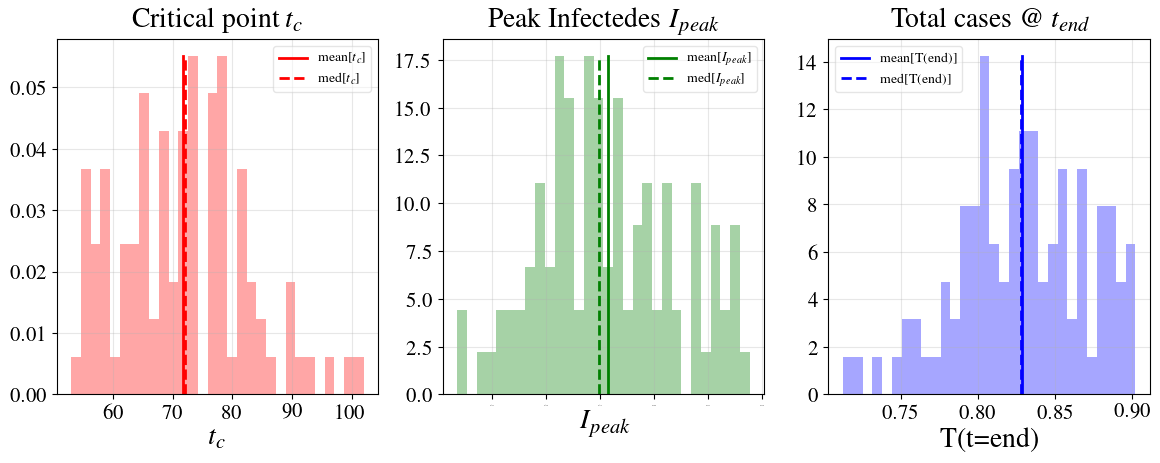 Critical point t_c
mean[t_c]
med[t_c]
0.05
0.04
0.03
0.02
0.01
0.00
60 70 80 90 100
t_c
Peak Infectedes I_peak
mean[I_peak]
med[I_peak]
17.5
15.0
12.5
10.0
7.5
5.0
2.5
0.0
I_peak
Total cases @ t_end
mean[T(end)]
med[T(end)]
14
12
10
8
6
4
2
0
0.75 0.80 0.85 0.90
T(t=end)